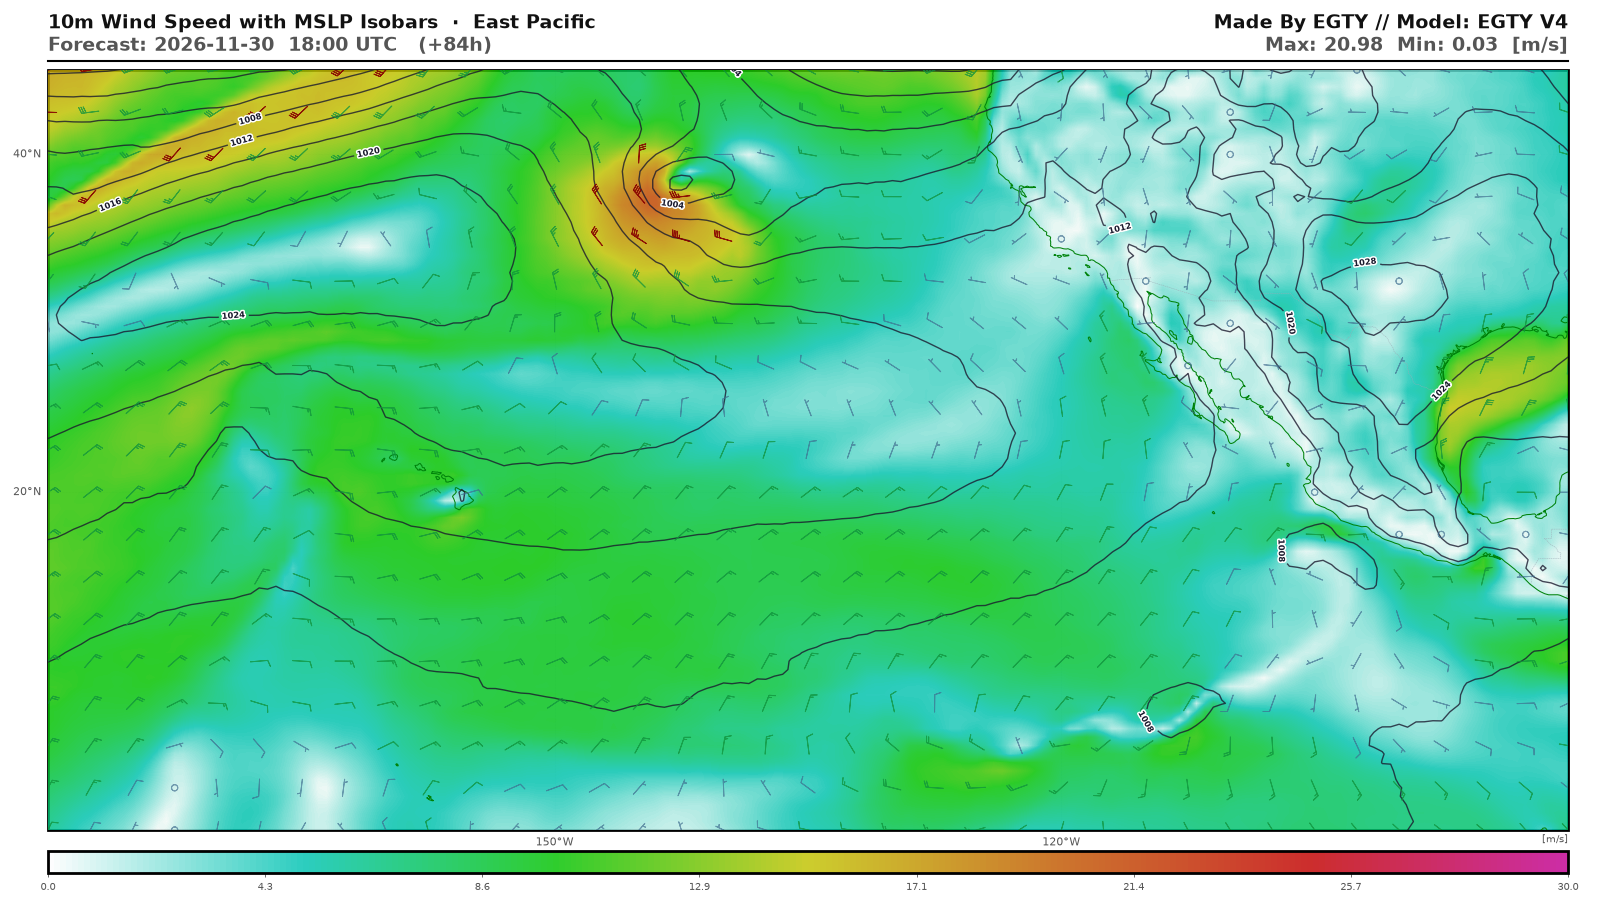 10m Wind Speed with MSLP Isobars · East Pacific
Made By EGTY // Model: EGTY V4
Forecast: 2026-11-30 18:00 UTC (+84h)
Max: 20.98 Min: 0.03 [m/s]
1008
1012
40°N
1020
1016
1004
1012
1028
1024
1020
1024
20°N
1008
1008
150°W
120°W
[m/s]
0.0
4.3
8.6
12.9
17.1
21.4
25.7
30.0